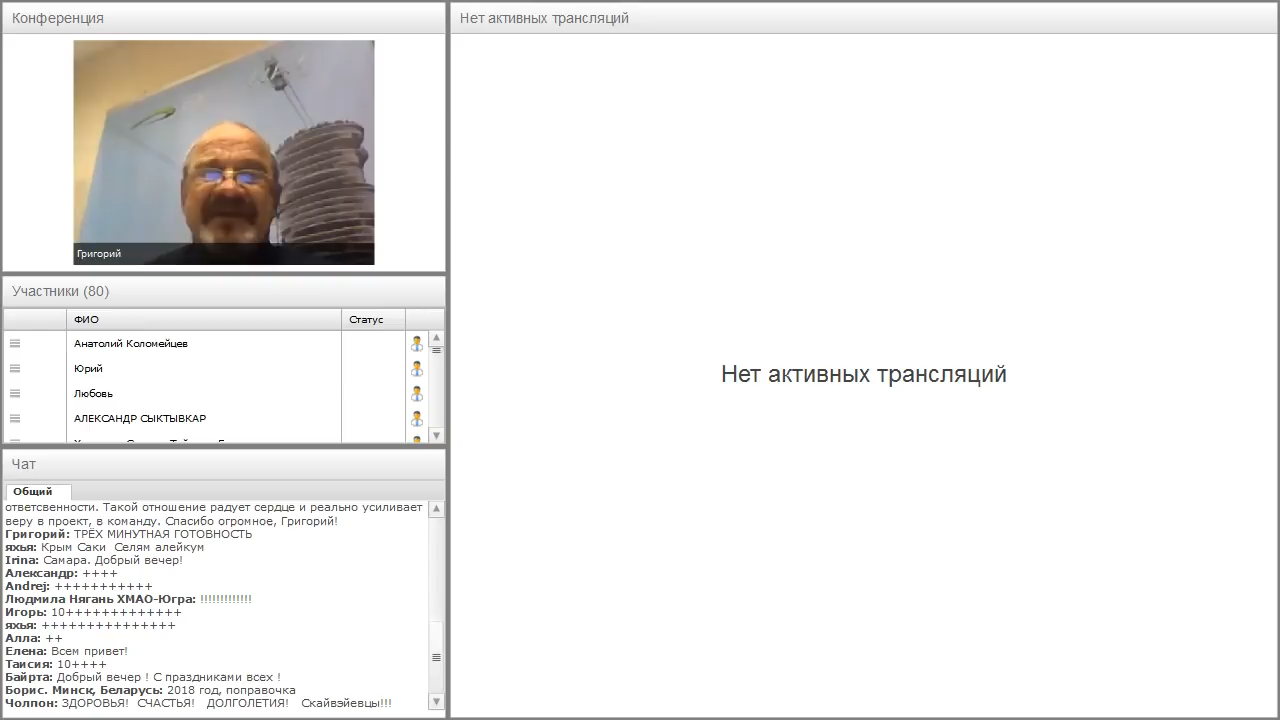 Конференция
Григорий
Участники (80)
ФИО Статус
Анатолий Коломейцев
Юрий
Любовь
АЛЕКСАНДР СЫКТЫВКАР
Чат
Общий
ответсвенности. Такой отношение радует сердце и реально усиливает
веру в проект, в команду. Спасибо огромное, Григорий!
Григорий: ТРЁХ МИНУТНАЯ ГОТОВНОСТЬ
яхья: Крым Саки Селям алейкум
Irina: Самара. Добрый вечер!
Александр: ++++
Andrej: +++++++++++
Людмила Нягань ХМАО-Югра: !!!!!!!!!!!!!
Игорь: 10+++++++++++++
яхья: +++++++++++++++
Алла: ++
Елена: Всем привет!
Таисия: 10++++
Байрта: Добрый вечер ! С праздниками всех !
Борис. Минск, Беларусь: 2018 год, поправочка
Чолпон: ЗДОРОВЬЯ! СЧАСТЬЯ! ДОЛГОЛЕТИЯ! Скайвэйевцы!!!
Нет активных трансляций
Нет активных трансляций